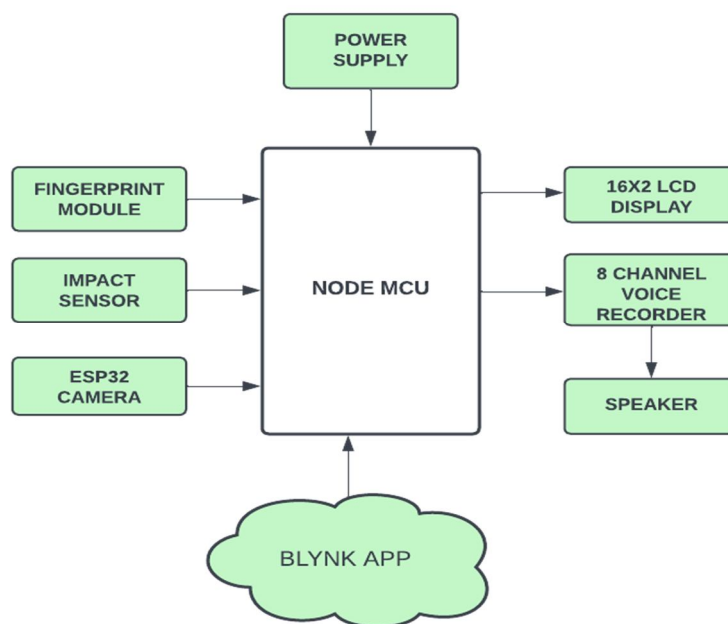 POWER
SUPPLY
FINGERPRINT
MODULE
IMPACT
SENSOR
ESP32
CAMERA
NODE MCU
16X2 LCD
DISPLAY
8 CHANNEL
VOICE
RECORDER
SPEAKER
BLYNK APP